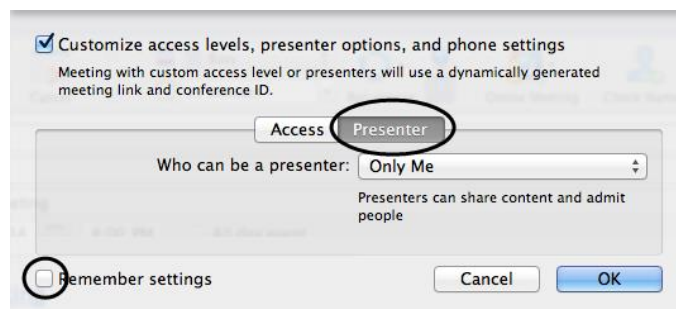 Customize access levels, presenter options, and phone settings
Meeting with custom access level or presenters will use a dynamically generated
meeting link and conference ID.
Access Presenter
Who can be a presenter: Only Me
Presenters can share content and admit
people
Remember settings Cancel OK